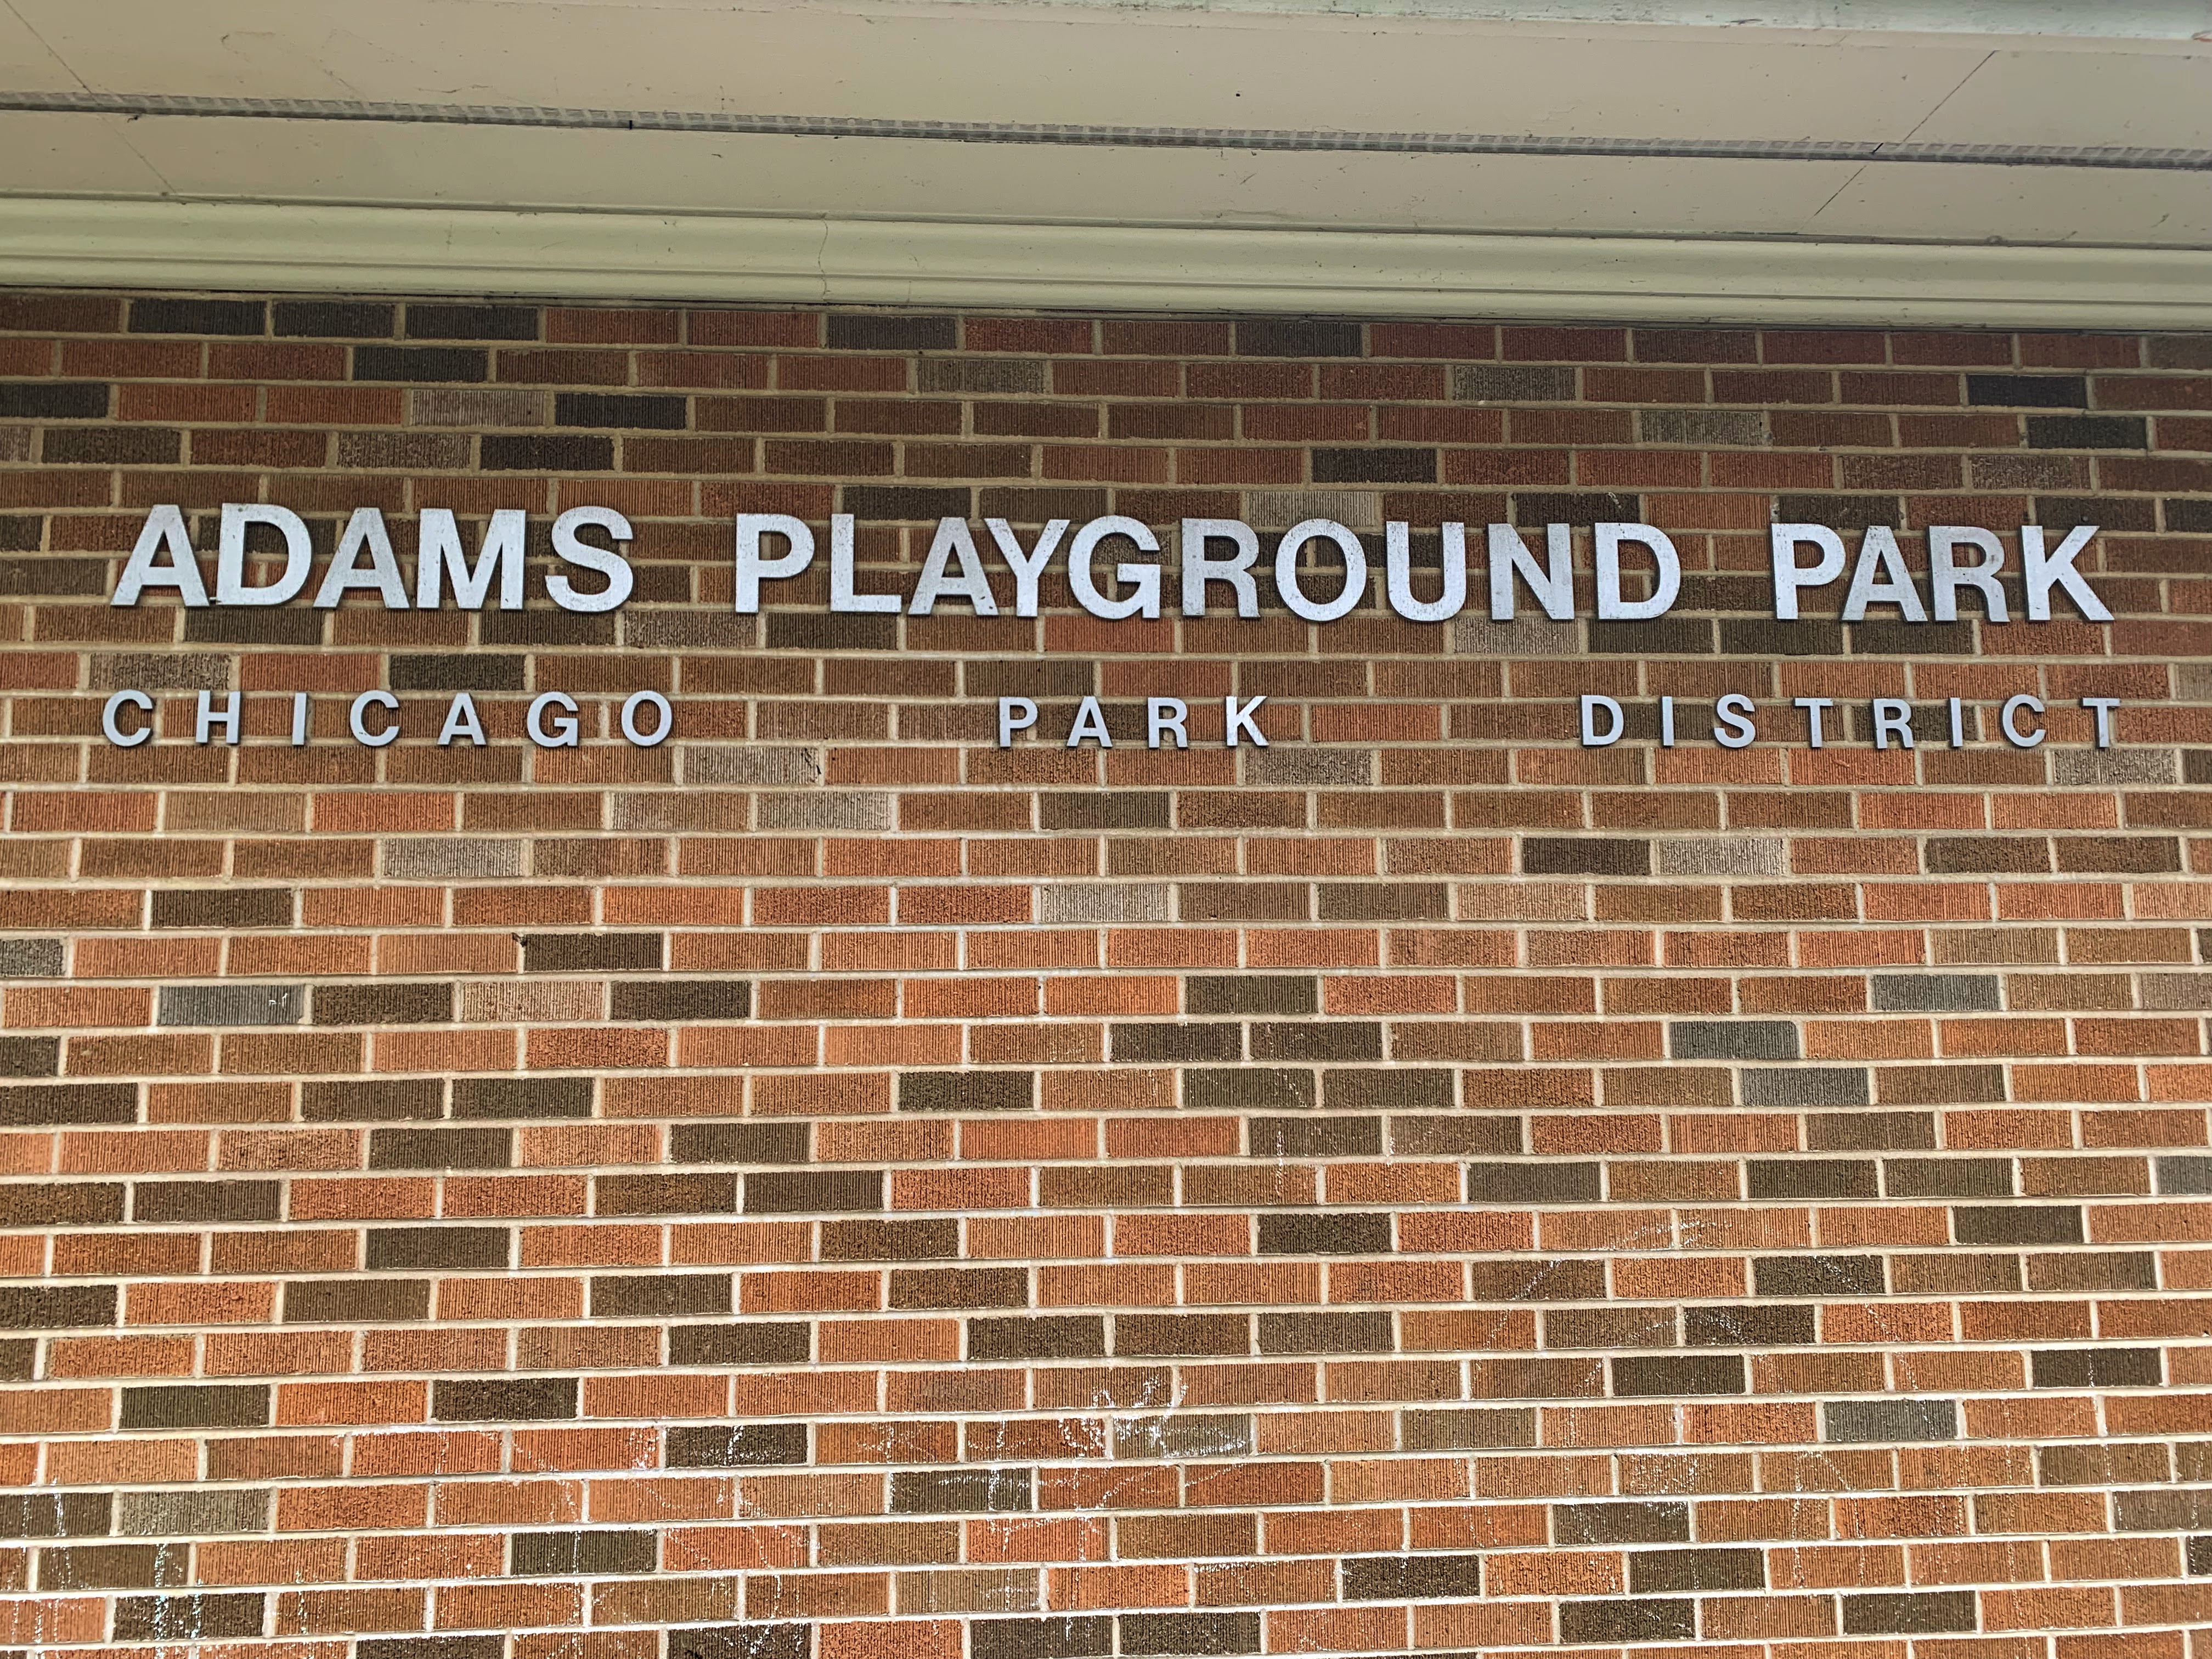 ADAMS PLAYGROUND PARK
CHICAGO PARK DISTRICT